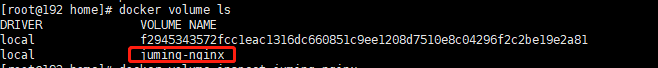 [root@192 home]# docker volume ls
DRIVER VOLUME NAME
local f2945343572fcc1eac1316dc660851c9ee1208d7510e8c04296f2c2be19e2a81
local juming-nginx